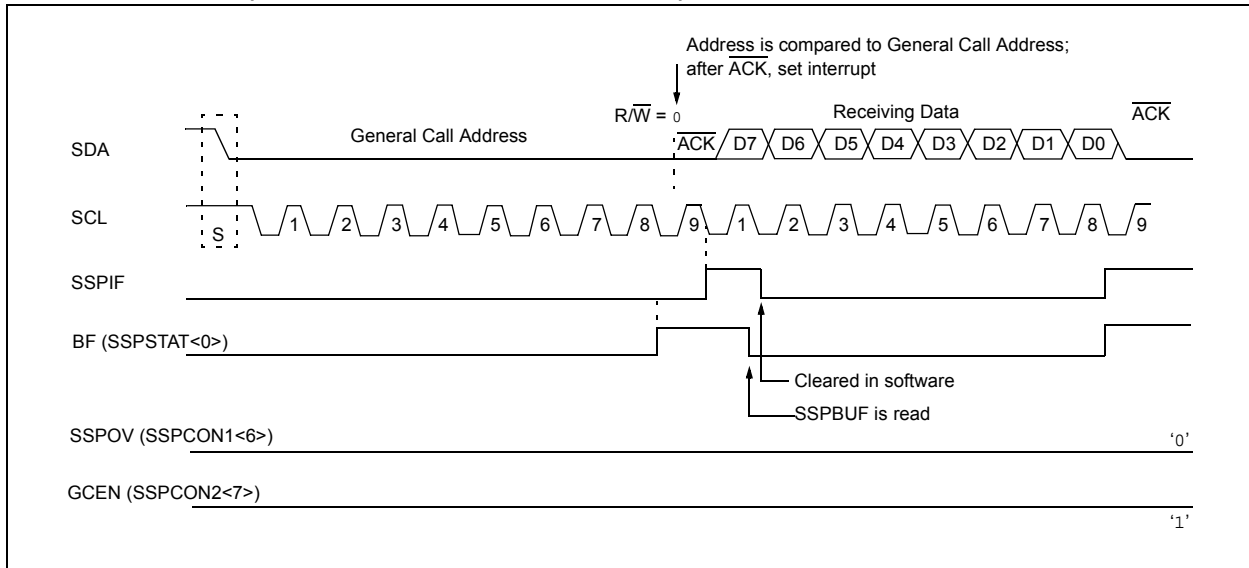 Address is compared to General Call Address;
after ACK, set interrupt
R/W = 0
General Call Address
Receiving Data
ACK
SDA
ACK D7 D6 D5 D4 D3 D2 D1 D0
SCL
S
1 2 3 4 5 6 7 8 9 1 2 3 4 5 6 7 8 9
SSPIF
BF (SSPSTAT<0>)
Cleared in software
SSPBUF is read
SSPOV (SSPCON1<6>)
‘0’
GCEN (SSPCON2<7>)
‘1’